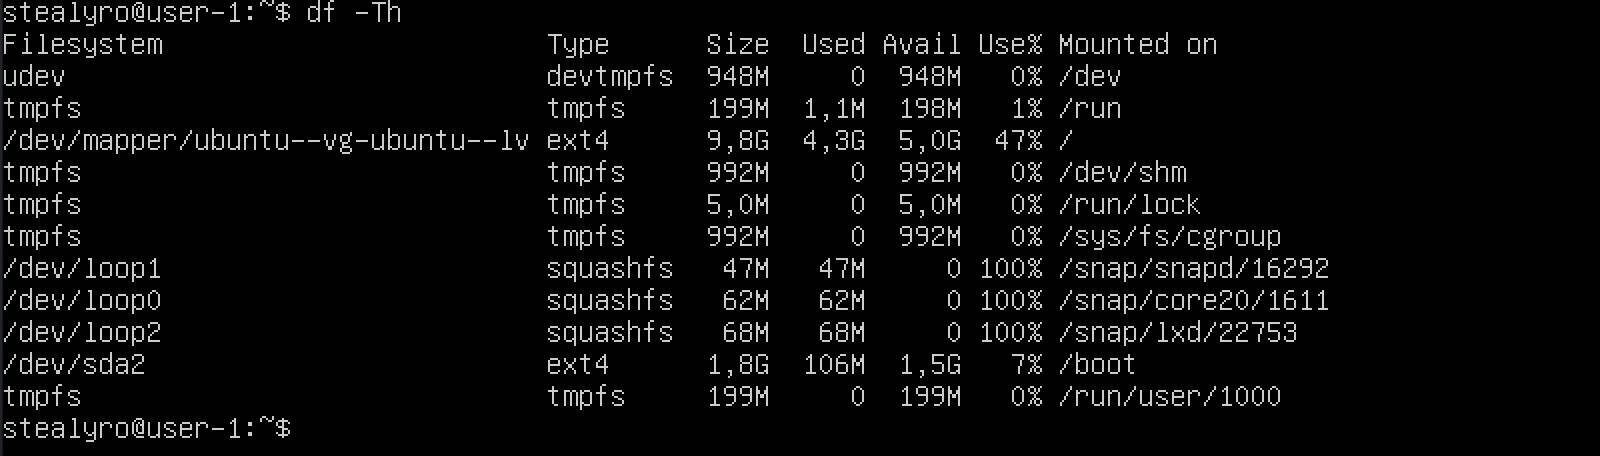 stealyro@user-1:~$ df -Th
Filesystem                        Type      Size  Used Avail Use% Mounted on
udev                              devtmpfs  948M     0  948M   0% /dev
tmpfs                             tmpfs     199M  1,1M  198M   1% /run
/dev/mapper/ubuntu--vg-ubuntu--lv ext4      9,8G  4,3G  5,0G  47% /
tmpfs                             tmpfs     992M     0  992M   0% /dev/shm
tmpfs                             tmpfs     5,0M     0  5,0M   0% /run/lock
tmpfs                             tmpfs     992M     0  992M   0% /sys/fs/cgroup
/dev/loop1                        squashfs   47M   47M     0 100% /snap/snapd/16292
/dev/loop0                        squashfs   62M   62M     0 100% /snap/core20/1611
/dev/loop2                        squashfs   68M   68M     0 100% /snap/lxd/22753
/dev/sda2                         ext4      1,8G  106M  1,5G   7% /boot
tmpfs                             tmpfs     199M     0  199M   0% /run/user/1000
stealyro@user-1:~$